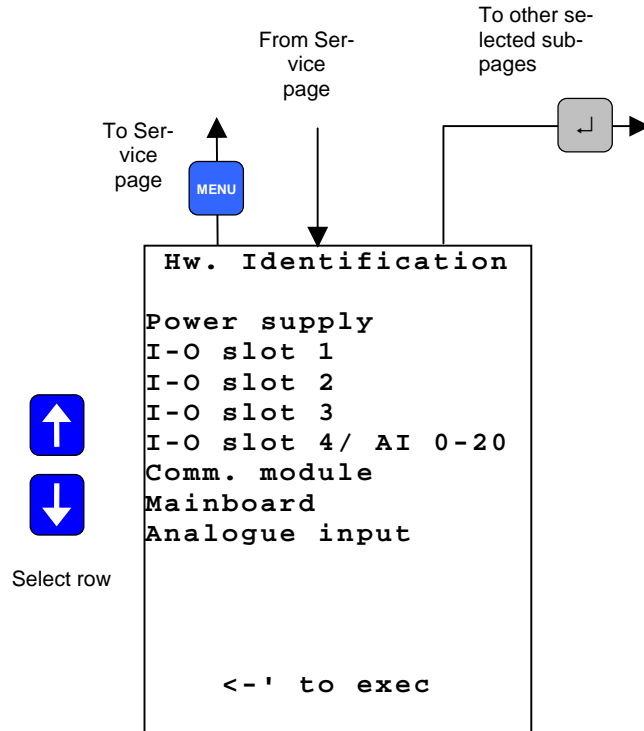 To other se-
lected sub-
pages
From Ser-
vice
page
To Ser-
vice
page
MENU
Hw. Identification
Power supply
I-O slot 1
I-O slot 2
I-O slot 3
I-O slot 4/ AI 0-20
Comm. module
Mainboard
Analogue input
Select row
<-' to exec